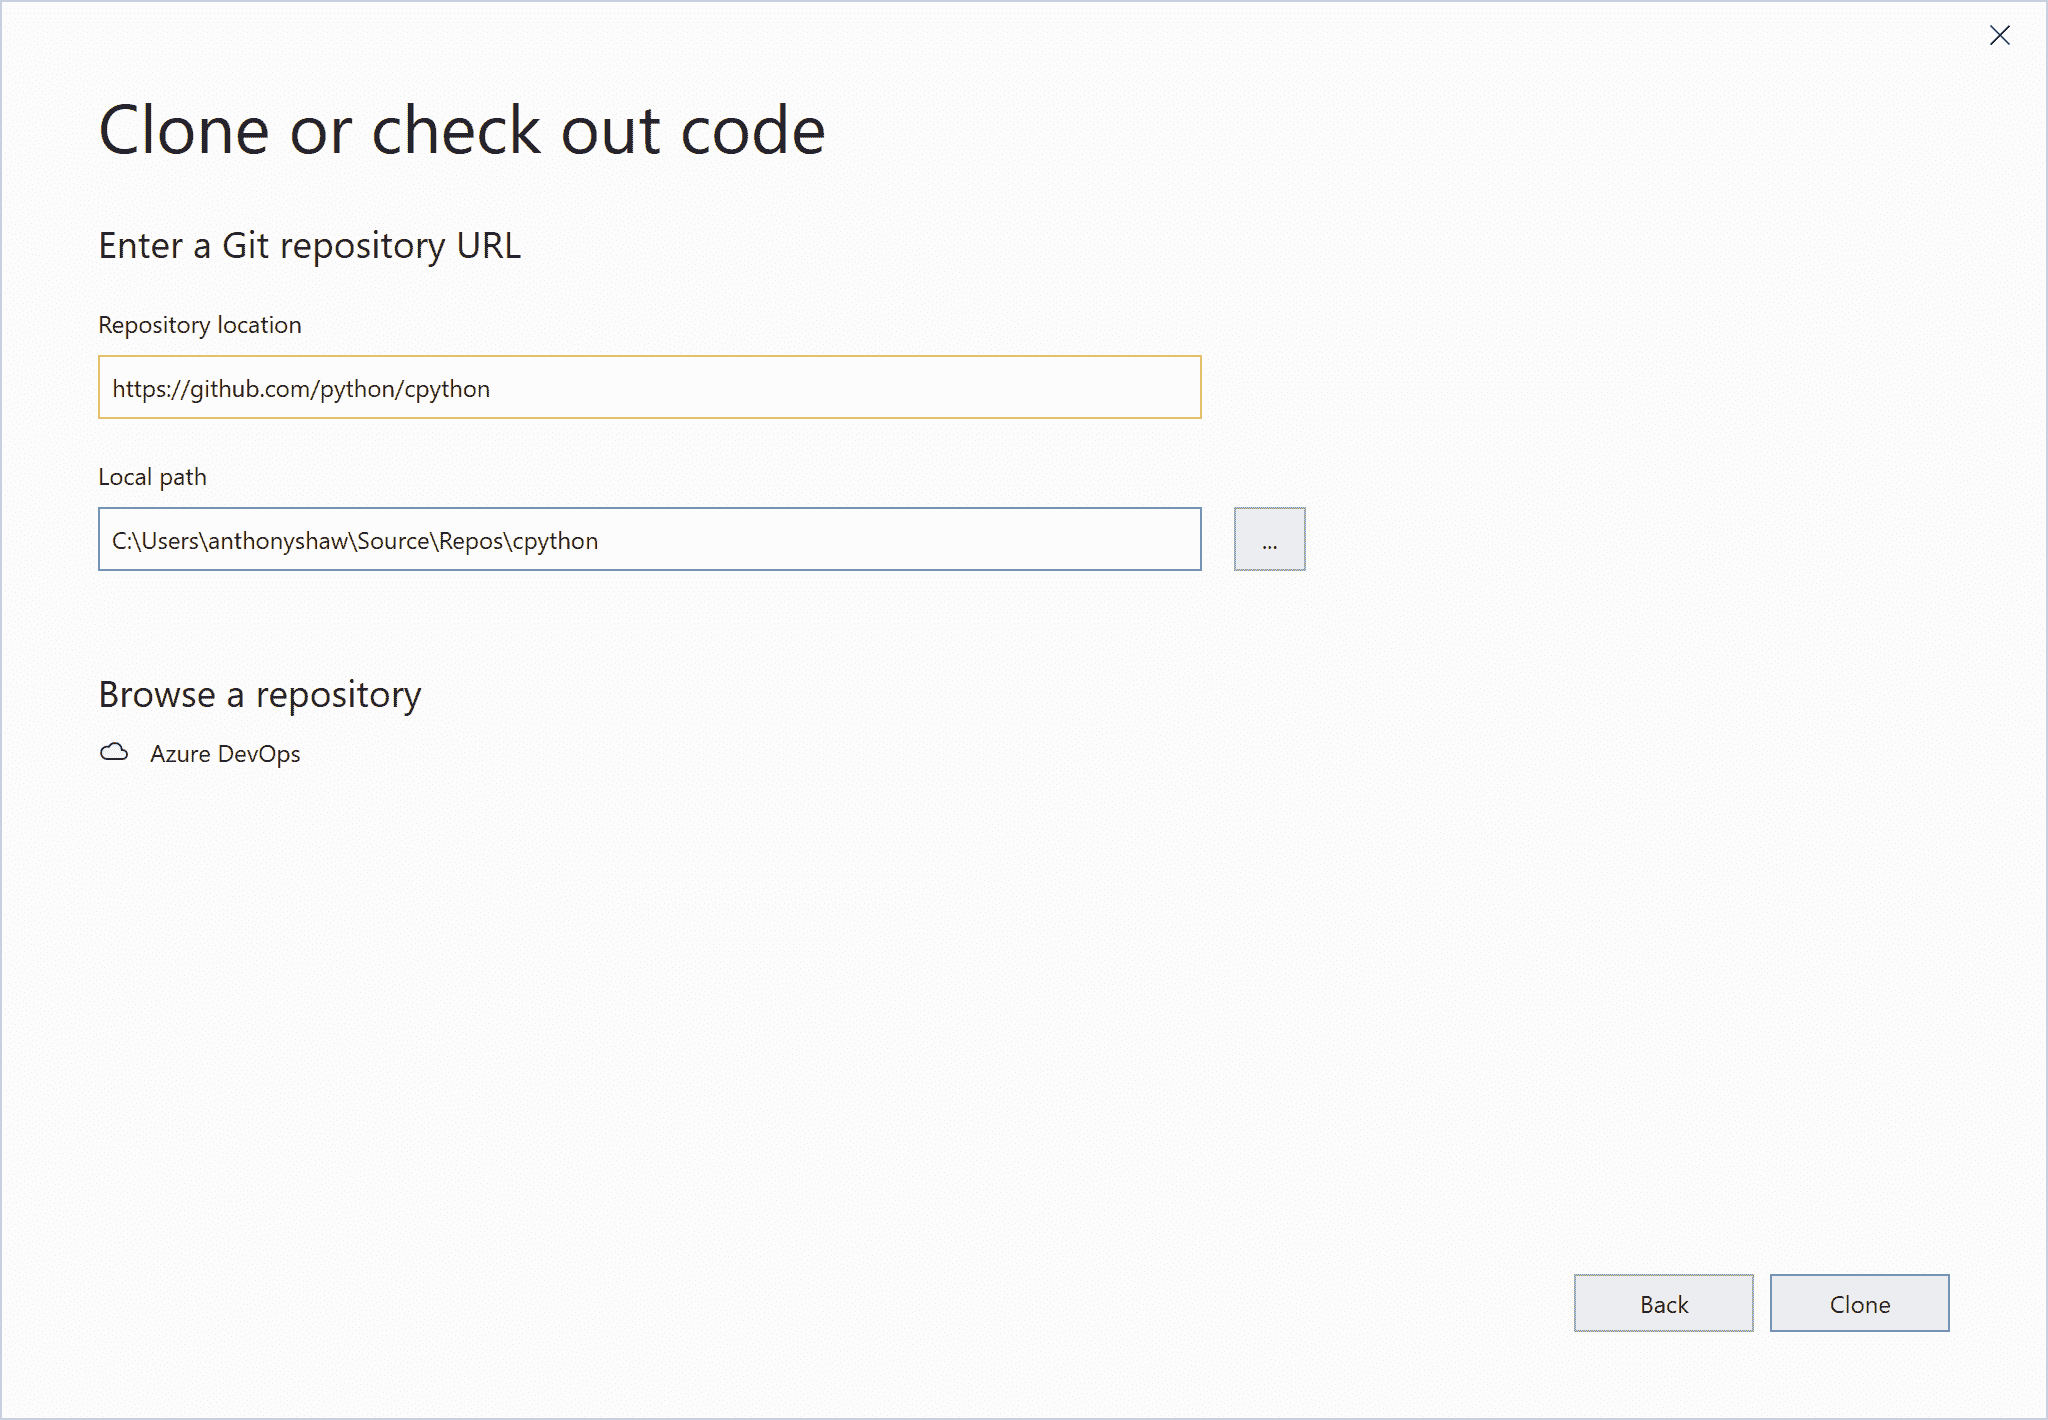 Clone or check out code
Enter a Git repository URL
Repository location
https://github.com/python/cpython
Local path
C:\Users\anthonyshaw\Source\Repos\cpython
...
Browse a repository
Azure DevOps
Back
Clone